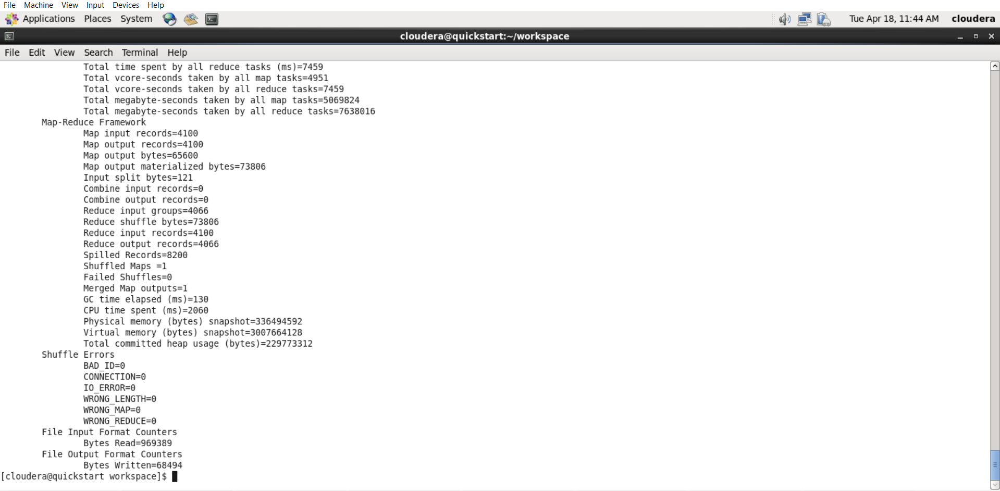 File Machine View Input Devices Help
Applications Places System Tue Apr 18, 11:44 AM cloudera
cloudera@quickstart:~/workspace
File Edit View Search Terminal Help
Total time spent by all reduce tasks (ms)=7459
Total vcore-seconds taken by all map tasks=4951
Total vcore-seconds taken by all reduce tasks=7459
Total megabyte-seconds taken by all map tasks=5069824
Total megabyte-seconds taken by all reduce tasks=7638016
Map-Reduce Framework
Map input records=4100
Map output records=4100
Map output bytes=65600
Map output materialized bytes=73806
Input split bytes=121
Combine input records=0
Combine output records=0
Reduce input groups=4066
Reduce shuffle bytes=73806
Reduce input records=4100
Reduce output records=4066
Spilled Records=8200
Shuffled Maps =1
Failed Shuffles=0
Merged Map outputs=1
GC time elapsed (ms)=130
CPU time spent (ms)=2060
Physical memory (bytes) snapshot=336494592
Virtual memory (bytes) snapshot=3007664128
Total committed heap usage (bytes)=229773312
Shuffle Errors
BAD_ID=0
CONNECTION=0
IO_ERROR=0
WRONG_LENGTH=0
WRONG_MAP=0
WRONG_REDUCE=0
File Input Format Counters
Bytes Read=969389
File Output Format Counters
Bytes Written=68494
[cloudera@quickstart workspace]$